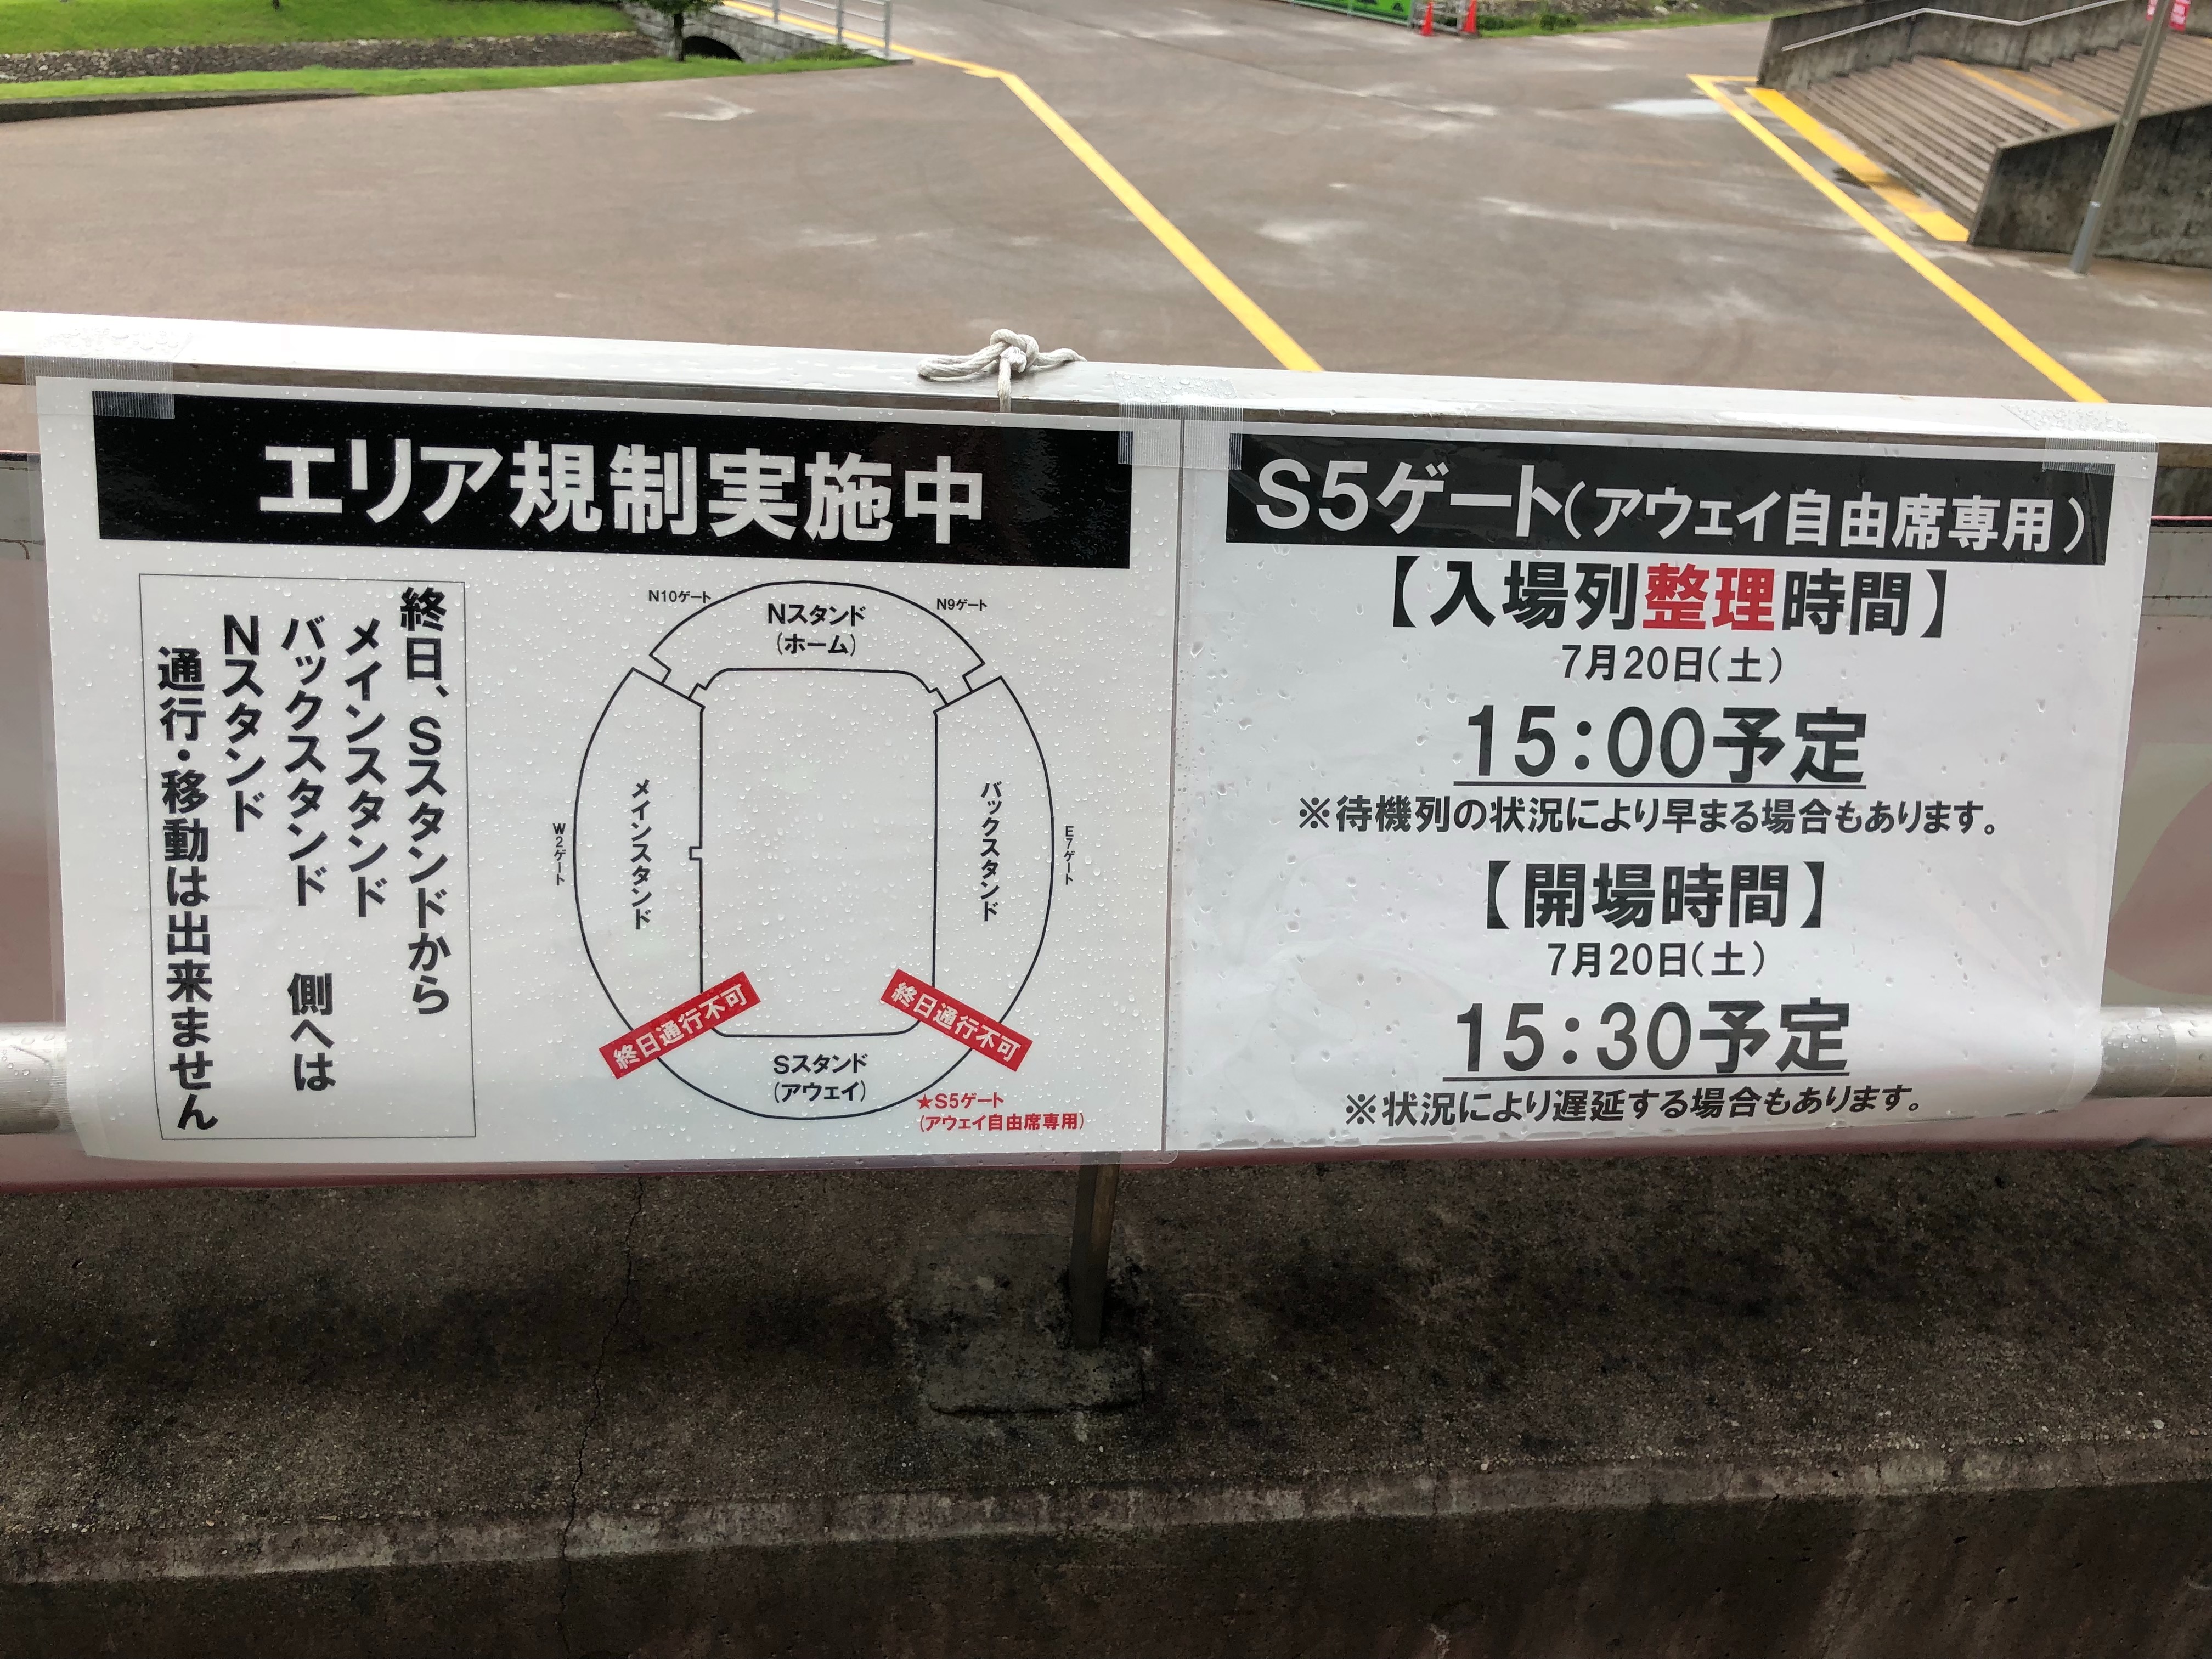 エリア規制実施中
終日、Sスタンドから
メインスタンド
バックスタンド 側へは
Nスタンド
通行・移動は出来ません
N10ゲート
N9ゲート
Nスタンド
(ホーム)
W2ゲート
メインスタンド
バックスタンド
E7ゲート
終日通行不可
終日通行不可
Sスタンド
(アウェイ)
★S5ゲート
(アウェイ自由席専用)
S5ゲート(アウェイ自由席専用)
【入場列整理時間】
7月20日(土)
15:00予定
※待機列の状況により早まる場合もあります。
【開場時間】
7月20日(土)
15:30予定
※状況により遅延する場合もあります。